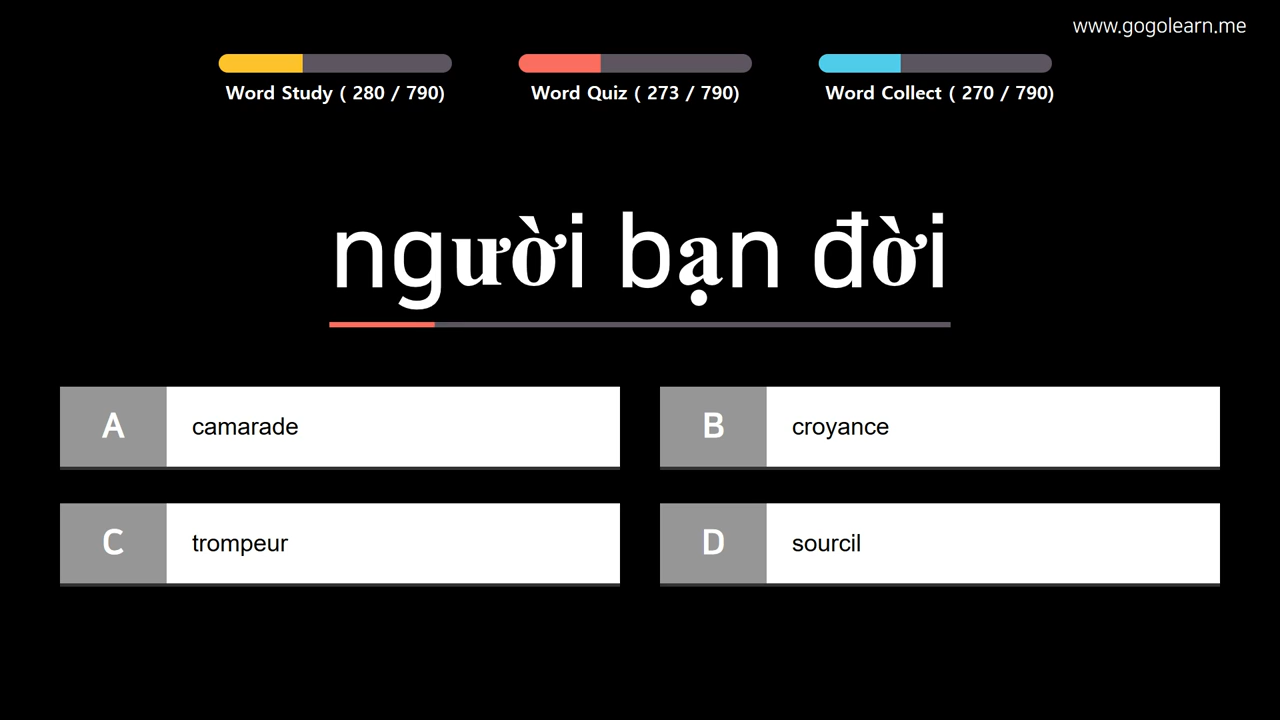 www.gogolearn.me
Word Study ( 280 / 790)
Word Quiz ( 273 / 790)
Word Collect ( 270 / 790)
người bạn đời
A camarade
B croyance
C trompeur
D sourcil